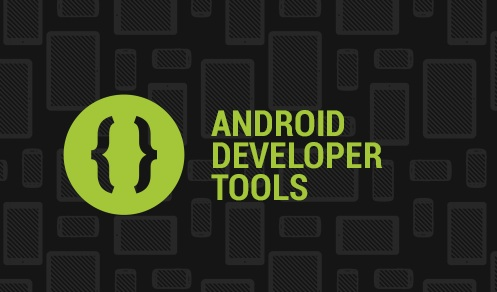 {}
ANDROID
DEVELOPER
TOOLS